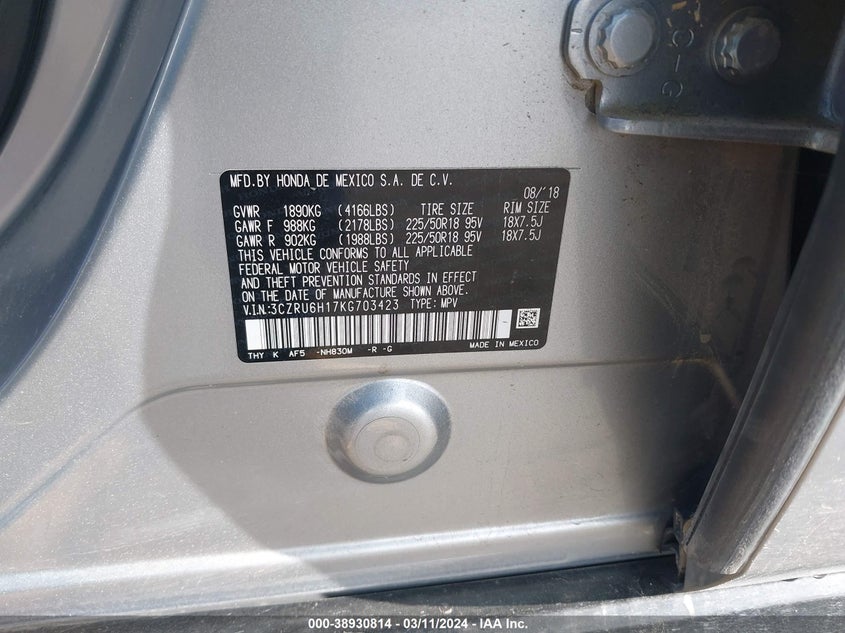 MFD.BY HONDA DE MEXICO S.A. DE C.V.
08/'18
GVWR 1890KG (4166LBS) TIRE SIZE RIM SIZE
GAWR F 988KG (2178LBS) 225/50R18 95V 18X7.5J
GAWR R 902KG (1988LBS) 225/50R18 95V 18X7.5J
THIS VEHICLE CONFORMS TO ALL APPLICABLE
FEDERAL MOTOR VEHICLE SAFETY
AND THEFT PREVENTION STANDARDS IN EFFECT
ON THE DATE OF MANUFACTURE SHOWN ABOVE.
V.I.N:3CZRU6H17KG703423 TYPE: MPV
THY K AF5 -NH830M -R -G MADE IN MEXICO
000-38930814 — 03/11/2024 — IAA Inc.